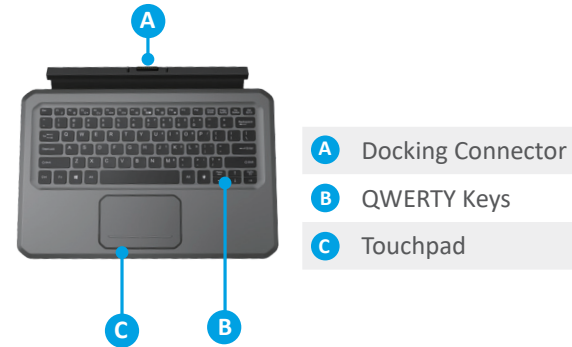 A
A Docking Connector
B QWERTY Keys
C Touchpad
C
B